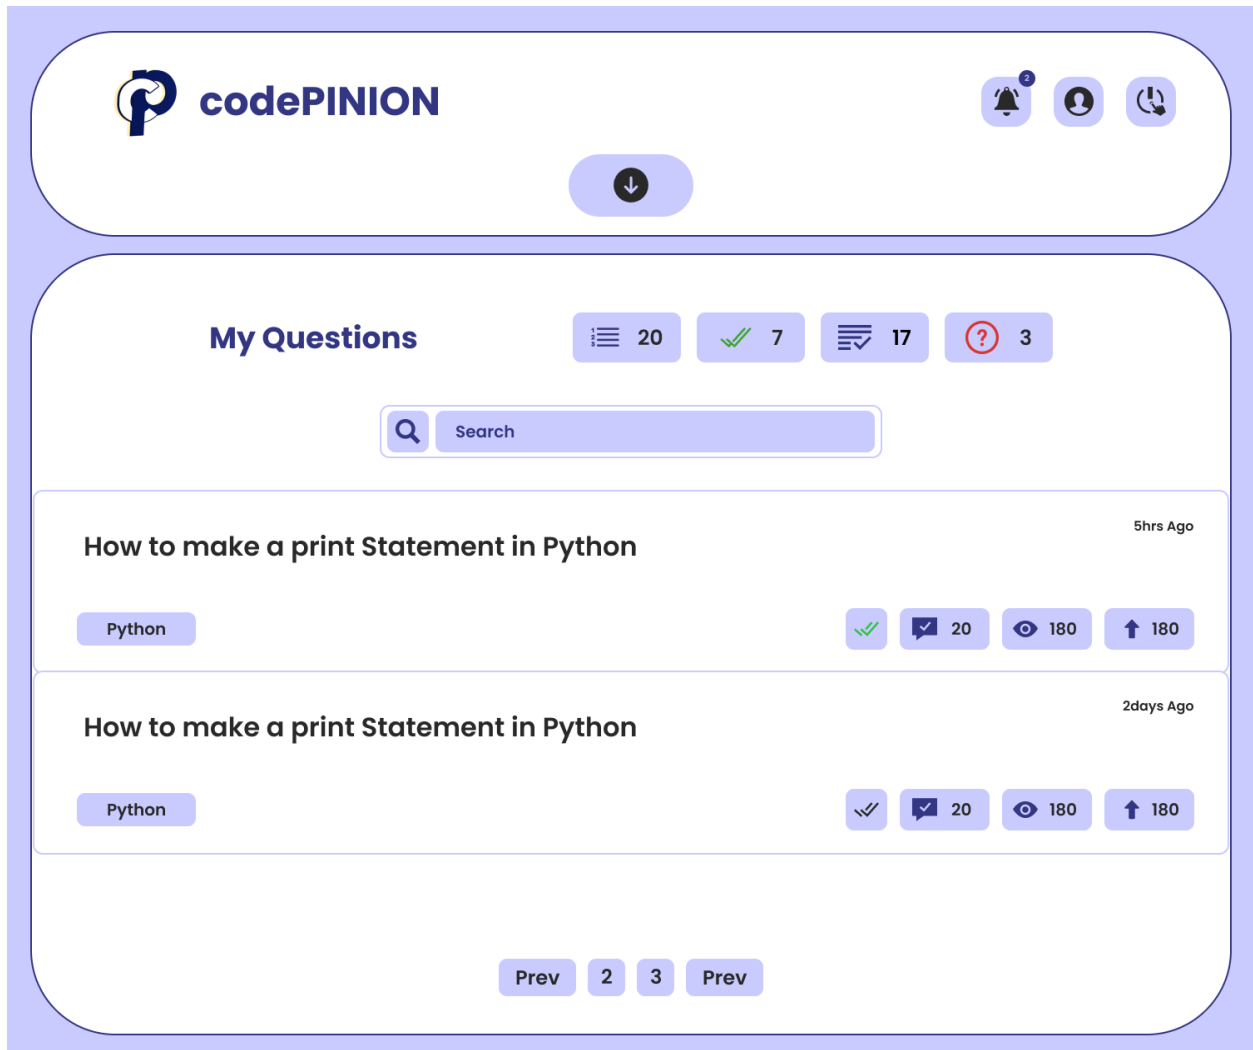 codePINION
2
My Questions
20
7
17
3
Search
How to make a print Statement in Python
5hrs Ago
Python
20
180
180
How to make a print Statement in Python
2days Ago
Python
20
180
180
Prev 2 3 Prev